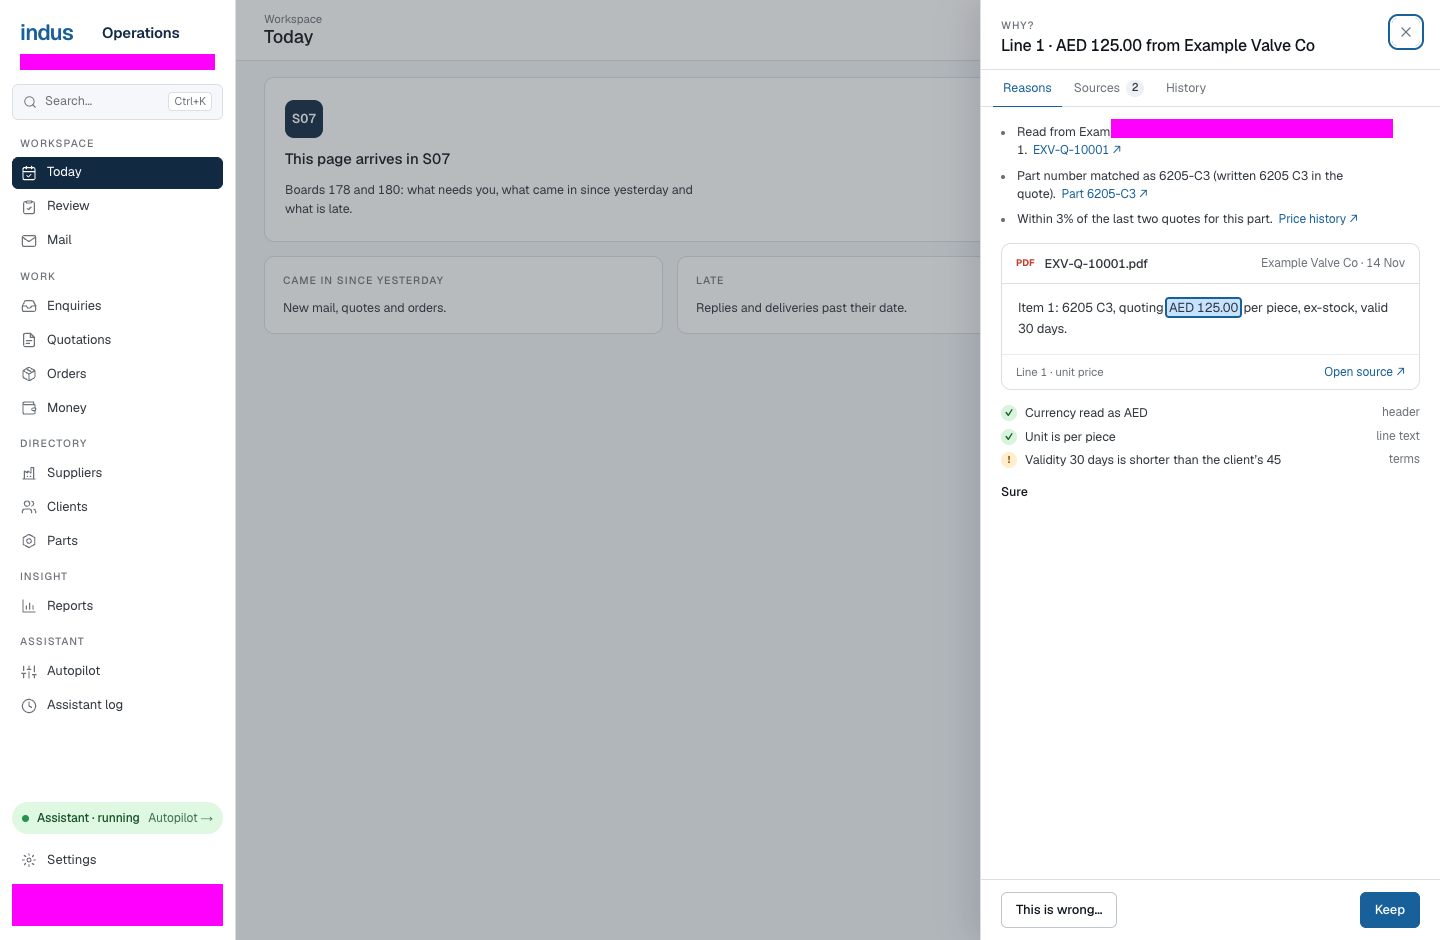 indus Operations
Search... Ctrl+K
WORKSPACE
Today
Review
Mail
WORK
Enquiries
Quotations
Orders
Money
DIRECTORY
Suppliers
Clients
Parts
INSIGHT
Reports
ASSISTANT
Autopilot
Assistant log
Assistant · running Autopilot →
Settings
Workspace
Today
S07
This page arrives in S07
Boards 178 and 180: what needs you, what came in since yesterday and
what is late.
CAME IN SINCE YESTERDAY
New mail, quotes and orders.
LATE
Replies and deliveries past their date.
WHY?
Line 1 · AED 125.00 from Example Valve Co
Reasons Sources 2 History
Read from Exam
1. EXV-Q-10001 ↗
Part number matched as 6205-C3 (written 6205 C3 in the
quote). Part 6205-C3 ↗
Within 3% of the last two quotes for this part. Price history ↗
PDF EXV-Q-10001.pdf Example Valve Co · 14 Nov
Item 1: 6205 C3, quoting AED 125.00 per piece, ex-stock, valid
30 days.
Line 1 · unit price Open source ↗
Currency read as AED header
Unit is per piece line text
! Validity 30 days is shorter than the client's 45 terms
Sure
This is wrong... Keep